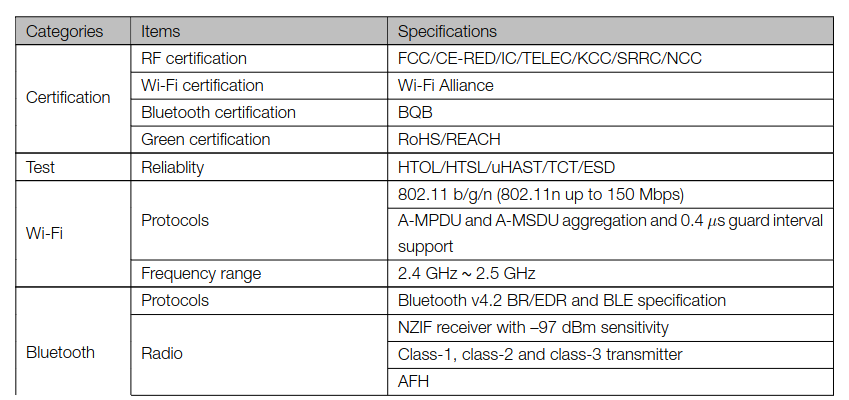 Categories Items Specifications
Certification
RF certification FCC/CE-RED/IC/TELEC/KCC/SRRC/NCC
Wi-Fi certification Wi-Fi Alliance
Bluetooth certification BQB
Green certification RoHS/REACH
Test Reliablity HTOL/HTSL/uHAST/TCT/ESD
Wi-Fi
Protocols
802.11 b/g/n (802.11n up to 150 Mbps)
A-MPDU and A-MSDU aggregation and 0.4 μs guard interval
support
Frequency range 2.4 GHz ~ 2.5 GHz
Bluetooth
Protocols Bluetooth v4.2 BR/EDR and BLE specification
Radio
NZIF receiver with –97 dBm sensitivity
Class-1, class-2 and class-3 transmitter
AFH